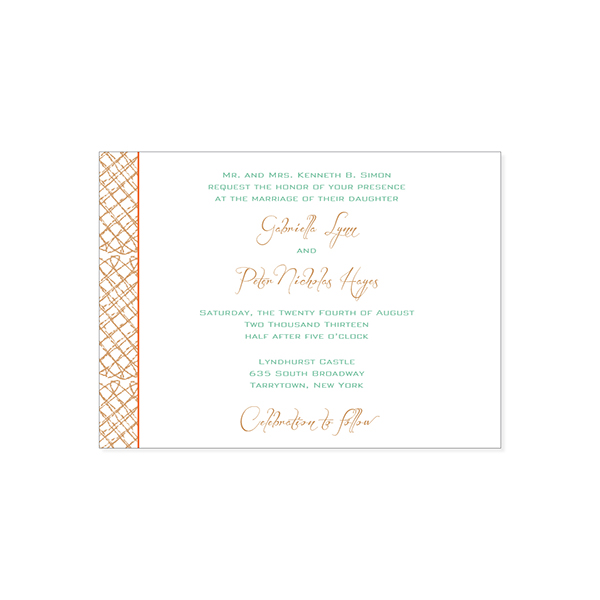 Mr. and Mrs. Kenneth B. Simon
request the honor of your presence
at the marriage of their daughter
Gabriella Lynn
and
Peter Nicholas Hayes
Saturday, the Twenty Fourth of August
Two Thousand Thirteen
half after five o'clock
Lyndhurst Castle
635 South Broadway
Tarrytown, New York
Celebration to follow